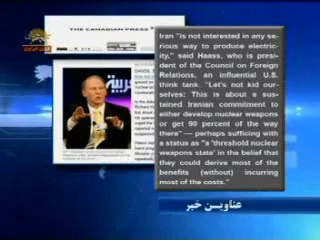 THE CANADIAN PRESS
Iran "is not interested in any se-
rious way to produce electric-
ity," said Haass, who is presi-
dent of the Council on Foreign
Relations, an influential U.S.
think tank. "Let's not kid our-
selves: This is about a sus-
tained Iranian commitment to
either develop nuclear weapons
or get 90 percent of the way
there" — perhaps sufficing with
a status as "a 'threshold nuclear
weapons state' in the belief that
they could derive most of the
benefits (without) incurring
most of the costs."
عناویــن خبر